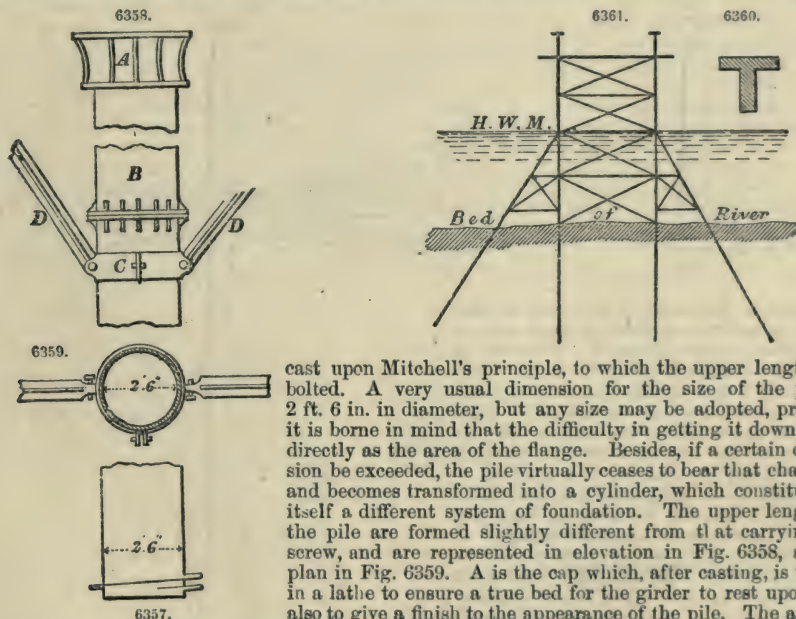 6358.
6361.
6360.
A
H. W. M.
B
D
D
C
Bed of River
6359.
2' 6"
2' 6"
6357.
cast upon Mitchell's principle, to which the upper lengt
bolted. A very usual dimension for the size of the
2 ft. 6 in. in diameter, but any size may be adopted, pr
it is borne in mind that the difficulty in getting it down
directly as the area of the flange. Besides, if a certain
sion be exceeded, the pile virtually ceases to bear that cha
and becomes transformed into a cylinder, which constitu
itself a different system of foundation. The upper leng
the pile are formed slightly different from tl at carryin
screw, and are represented in elevation in Fig. 6358,
plan in Fig. 6359. A is the cap which, after casting, is
in a lathe to ensure a true bed for the girder to rest upo
also to give a finish to the appearance of the pile. The a